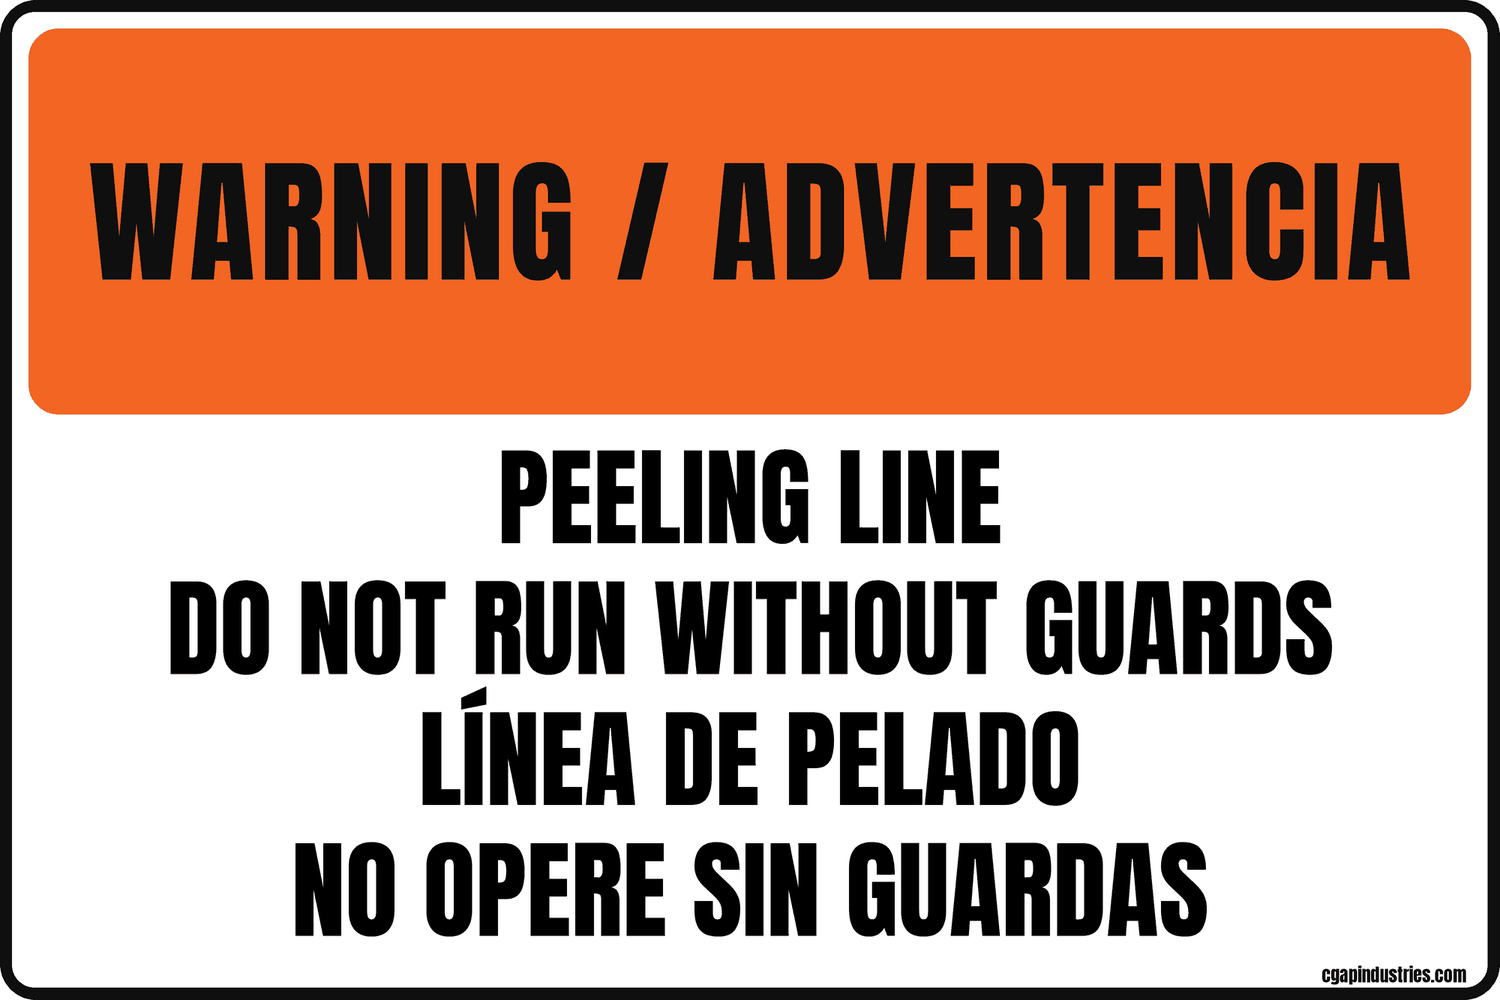 WARNING / ADVERTENCIA
PEELING LINE
DO NOT RUN WITHOUT GUARDS
LÍNEA DE PELADO
NO OPERE SIN GUARDAS
cgapindustries.com